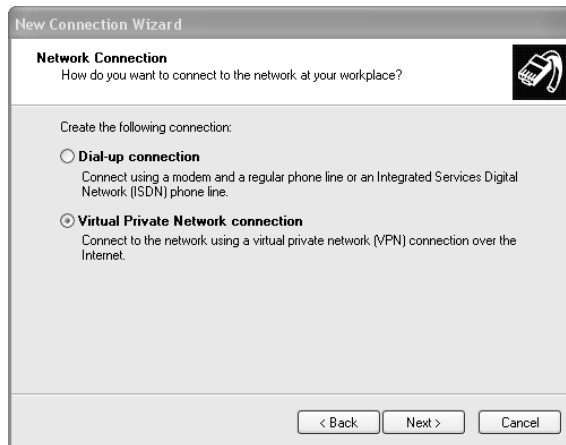 New Connection Wizard
Network Connection
How do you want to connect to the network at your workplace?
Create the following connection:
Dial-up connection
Connect using a modem and a regular phone line or an Integrated Services Digital
Network (ISDN) phone line.
Virtual Private Network connection
Connect to the network using a virtual private network (VPN) connection over the
Internet.
< Back
Next >
Cancel